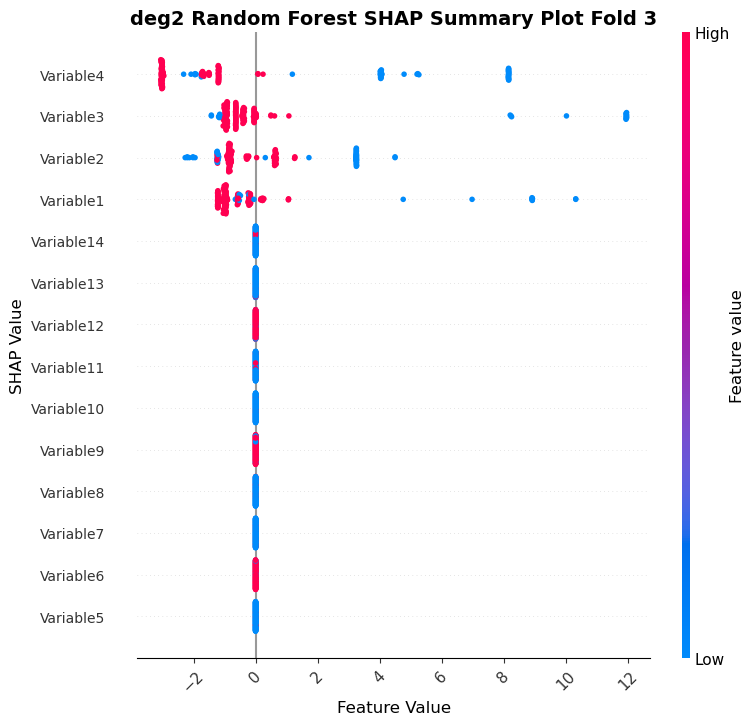 deg2 Random Forest SHAP Summary Plot Fold 3
High
Variable4
Variable3
Variable2
Variable1
Variable14
Variable13
Variable12
Variable11
Variable10
Variable9
Variable8
Variable7
Variable6
Variable5
SHAP Value
Feature value
Low
−2 0 2 4 6 8 10 12
Feature Value